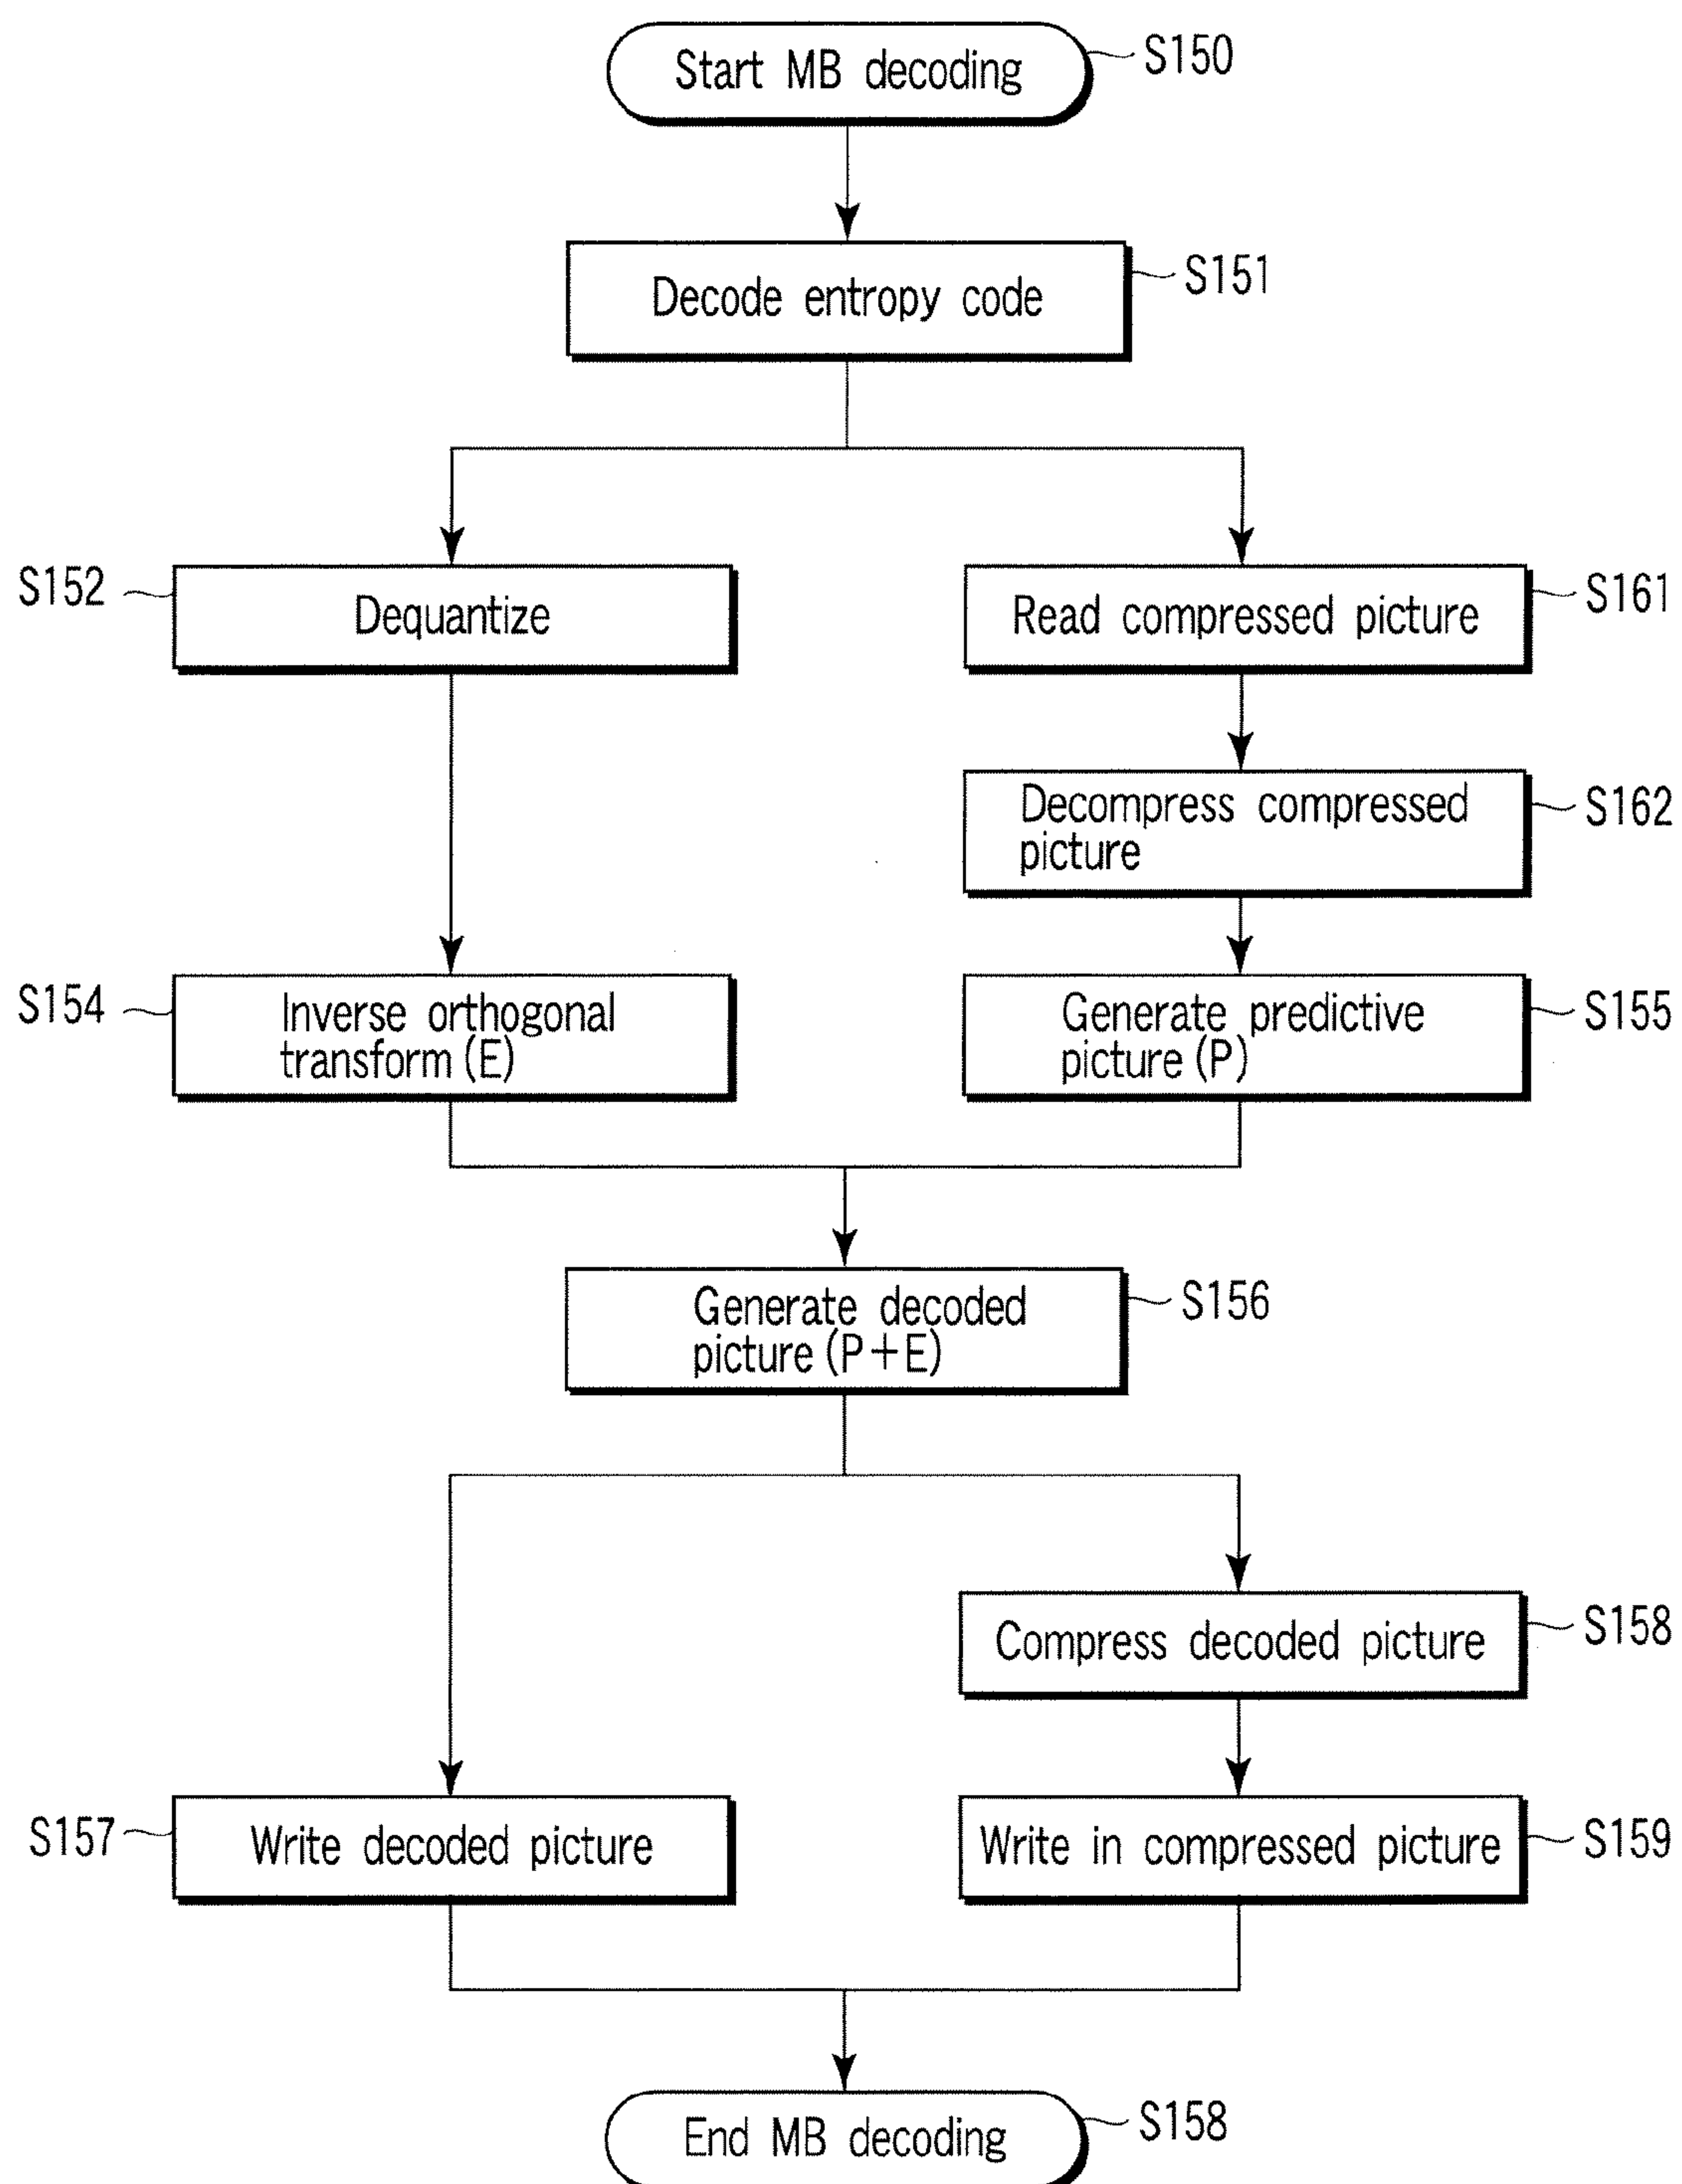 Start MB decoding
S150
Decode entropy code
S151
S152
Dequantize
Read compressed picture
S161
Decompress compressed
picture
S162
S154
Inverse orthogonal
transform (E)
Generate predictive
picture (P)
S155
Generate decoded
picture (P+E)
S156
Compress decoded picture
S158
S157
Write decoded picture
Write in compressed picture
S159
End MB decoding
S158